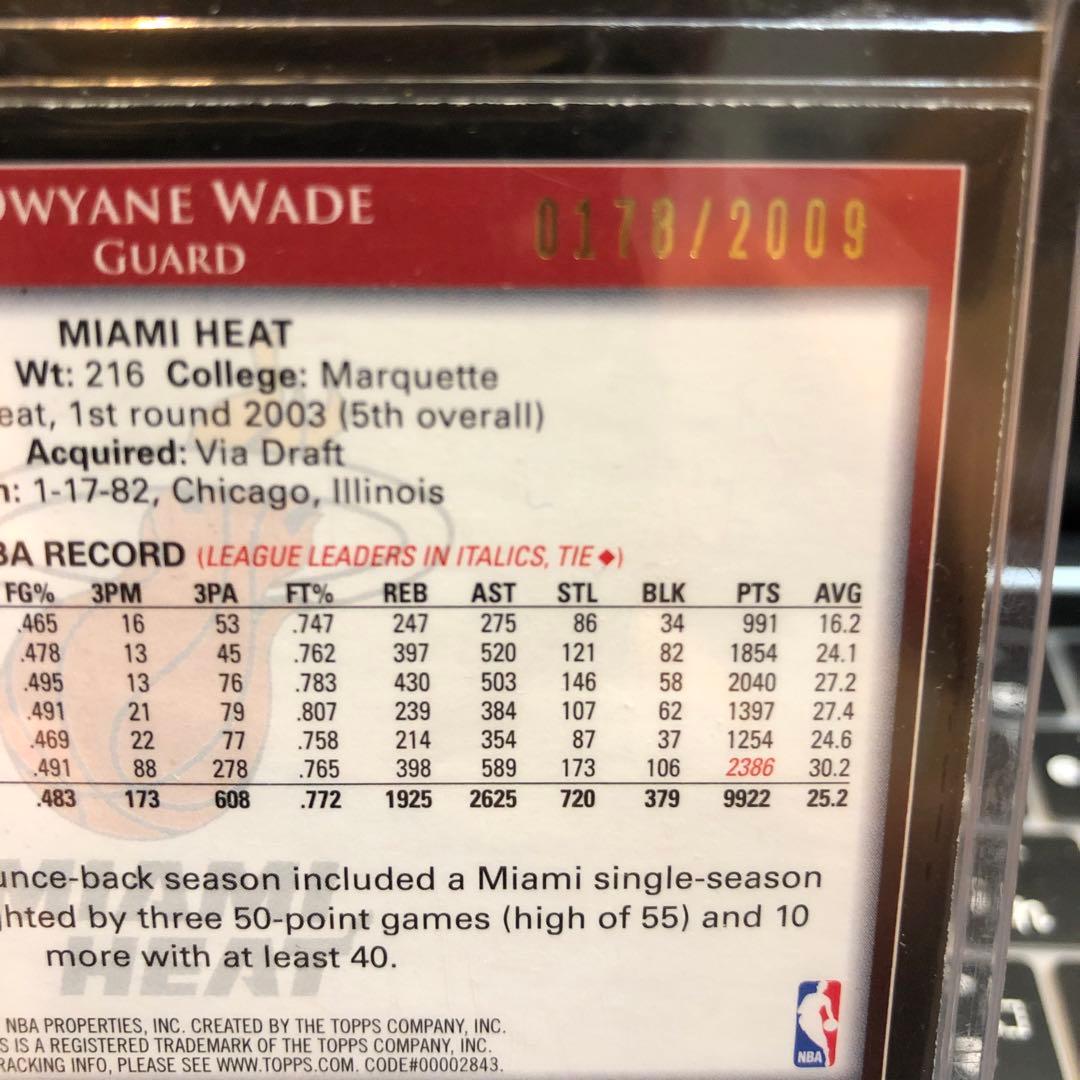 DWYANE WADE
0178/2009
GUARD
MIAMI HEAT
Wt: 216 College: Marquette
eat, 1st round 2003 (5th overall)
Acquired: Via Draft
n: 1-17-82, Chicago, Illinois
BA RECORD (LEAGUE LEADERS IN ITALICS, TIE ◆)
FG% 3PM 3PA FT% REB AST STL BLK PTS AVG
.465 16 53 .747 247 275 86 34 991 16.2
.478 13 45 .762 397 520 121 82 1854 24.1
.495 13 76 .783 430 503 146 58 2040 27.2
.491 21 79 .807 239 384 107 62 1397 27.4
.469 22 77 .758 214 354 87 37 1254 24.6
.491 88 278 .765 398 589 173 106 2386 30.2
.483 173 608 .772 1925 2625 720 379 9922 25.2
unce-back season included a Miami single-season
hted by three 50-point games (high of 55) and 10
more with at least 40.
MIAMI
HEAT
NBA PROPERTIES, INC. CREATED BY THE TOPPS COMPANY, INC.
S IS A REGISTERED TRADEMARK OF THE TOPPS COMPANY, INC.
RACKING INFO, PLEASE SEE WWW.TOPPS.COM. CODE#00002843.
NBA